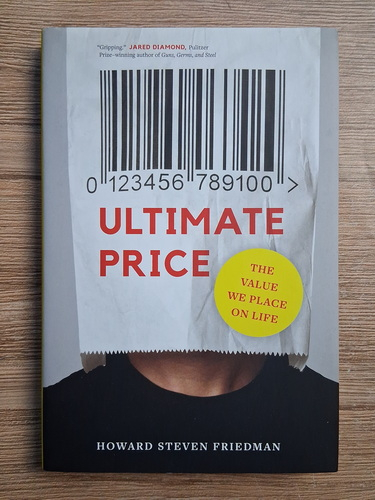 "Gripping." JARED DIAMOND, Pulitzer
Prize–winning author of Guns, Germs, and Steel
0 123456 789100 >
ULTIMATE
PRICE
THE
VALUE
WE PLACE
ON LIFE
HOWARD STEVEN FRIEDMAN